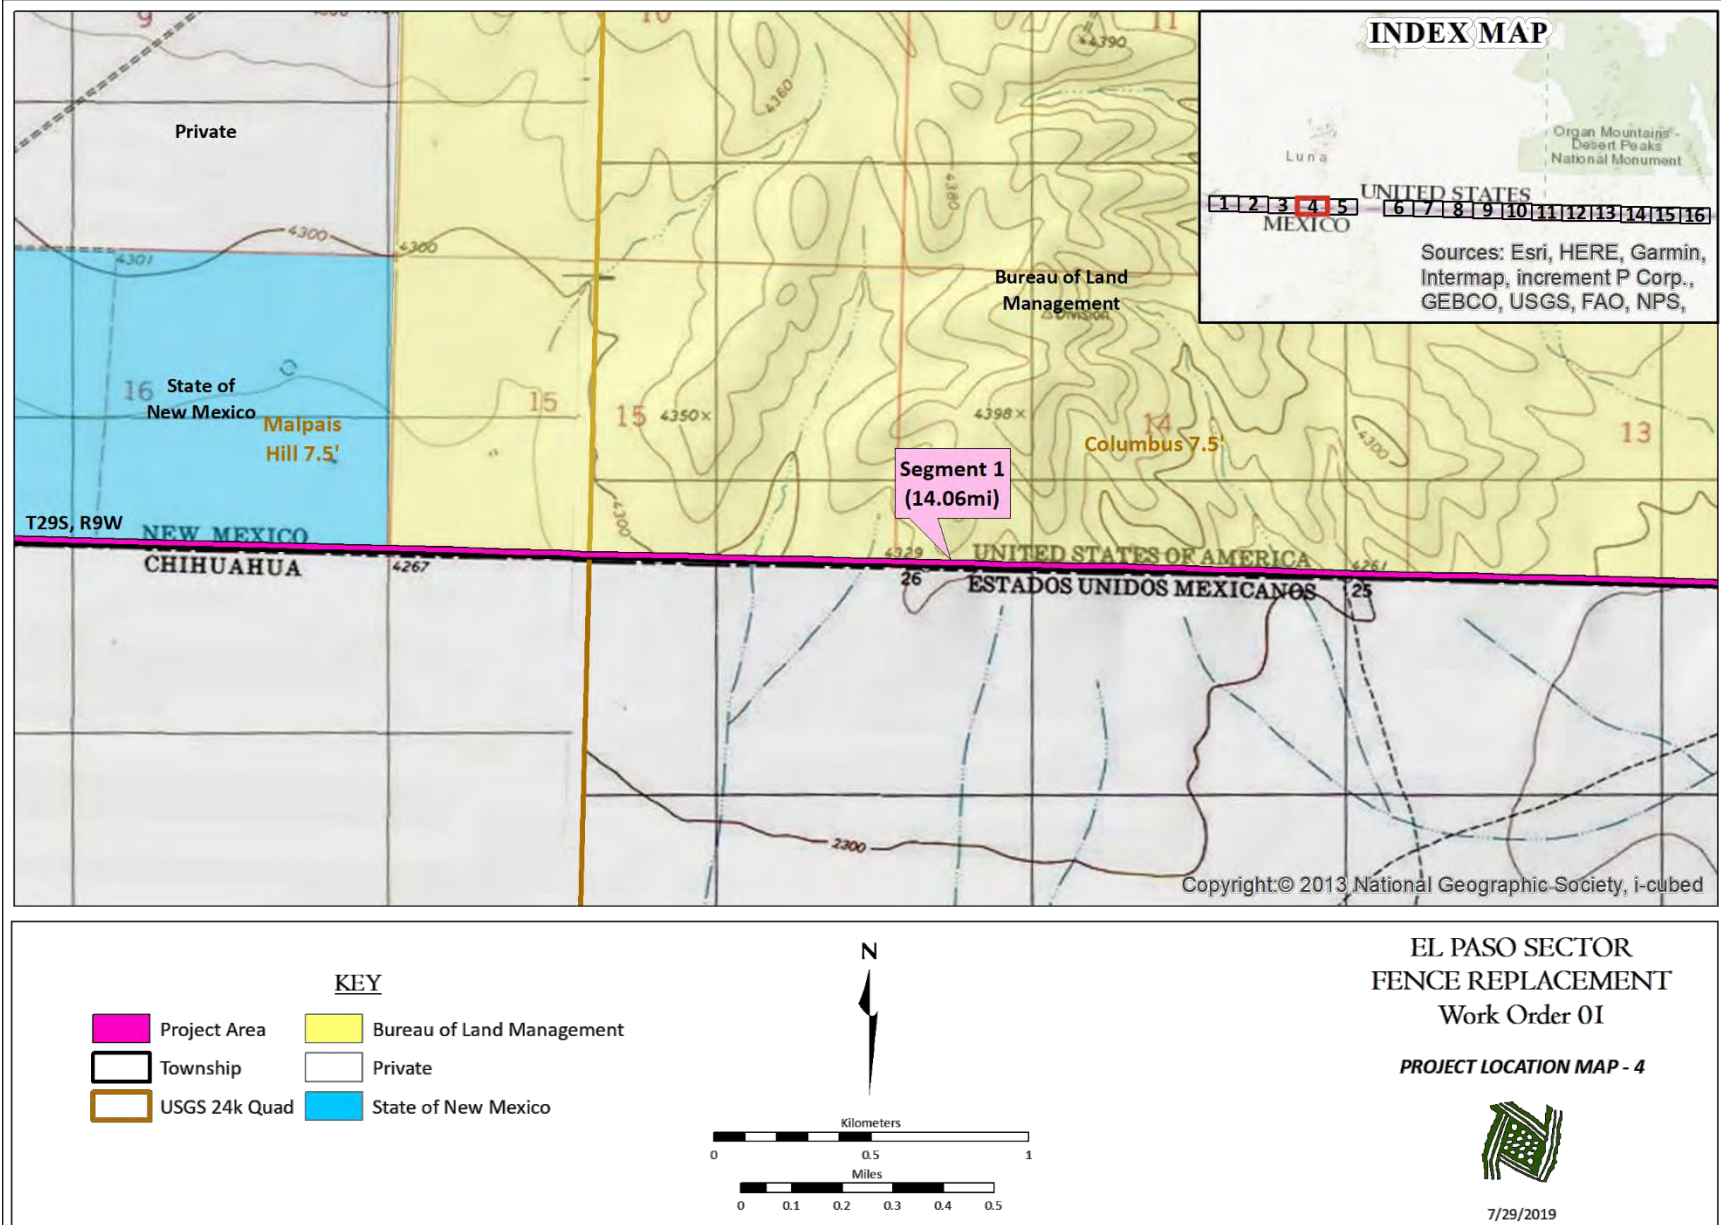 9
10
11
4390
4360
4380
Private
4300
4300
4301
Bureau of Land
Management
Division
16
State of
New Mexico
Malpais
Hill 7.5'
15
15
4350×
4398×
14
Columbus 7.5'
4300
13
Segment 1
(14.06mi)
4300
T29S, R9W
NEW MEXICO
CHIHUAHUA
4267
4329
26
UNITED STATES OF AMERICA
ESTADOS UNIDOS MEXICANOS
4261
25
2300
Copyright:© 2013 National Geographic Society, i-cubed
INDEX MAP
Organ Mountains -
Desert Peaks
National Monument
Luna
UNITED STATES
1 2 3 4 5 6 7 8 9 10 11 12 13 14 15 16
MEXICO
Sources: Esri, HERE, Garmin,
Intermap, increment P Corp.,
GEBCO, USGS, FAO, NPS,
KEY
Project Area
Bureau of Land Management
Township
Private
USGS 24k Quad
State of New Mexico
N
Kilometers
0 0.5 1
Miles
0 0.1 0.2 0.3 0.4 0.5
EL PASO SECTOR
FENCE REPLACEMENT
Work Order 01
PROJECT LOCATION MAP - 4
7/29/2019